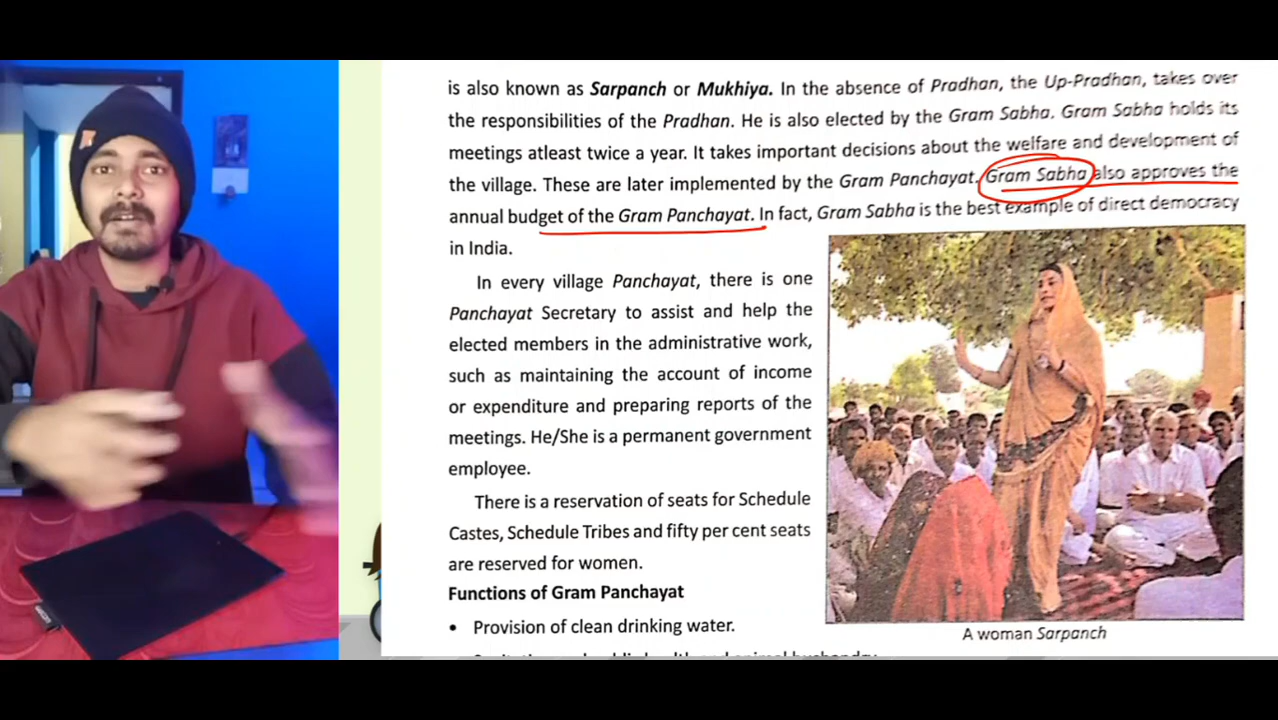 is also known as Sarpanch or Mukhiya. In the absence of Pradhan, the Up-Pradhan, takes over
the responsibilities of the Pradhan. He is also elected by the Gram Sabha. Gram Sabha holds its
meetings atleast twice a year. It takes important decisions about the welfare and development of
the village. These are later implemented by the Gram Panchayat. Gram Sabha also approves the
annual budget of the Gram Panchayat. In fact, Gram Sabha is the best example of direct democracy
in India.
In every village Panchayat, there is one
Panchayat Secretary to assist and help the
elected members in the administrative work,
such as maintaining the account of income
or expenditure and preparing reports of the
meetings. He/She is a permanent government
employee.
There is a reservation of seats for Schedule
Castes, Schedule Tribes and fifty per cent seats
are reserved for women.
Functions of Gram Panchayat
• Provision of clean drinking water.
A woman Sarpanch